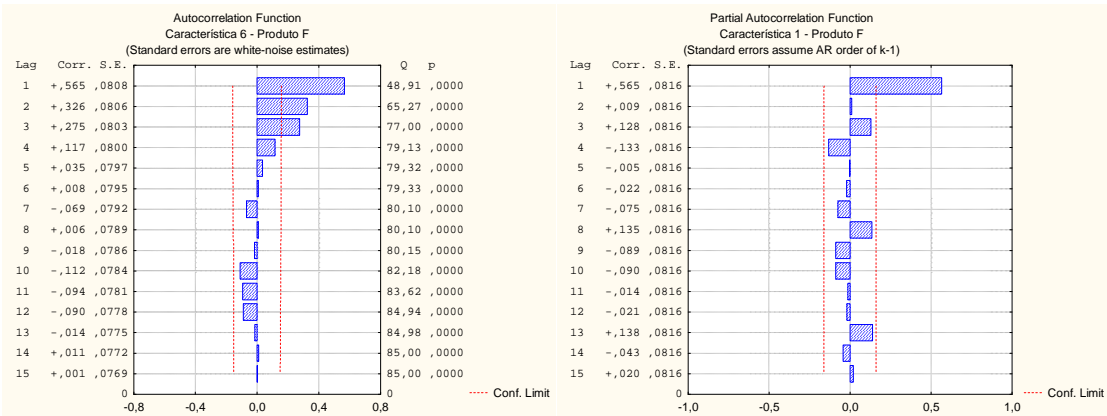 Autocorrelation Function
Característica 6 - Produto F
(Standard errors are white-noise estimates)
Lag Corr. S.E. Q p
1 +,565 ,0808 48,91 ,0000
2 +,326 ,0806 65,27 ,0000
3 +,275 ,0803 77,00 ,0000
4 +,117 ,0800 79,13 ,0000
5 +,035 ,0797 79,32 ,0000
6 +,008 ,0795 79,33 ,0000
7 -,069 ,0792 80,10 ,0000
8 +,006 ,0789 80,10 ,0000
9 -,018 ,0786 80,15 ,0000
10 -,112 ,0784 82,18 ,0000
11 -,094 ,0781 83,62 ,0000
12 -,090 ,0778 84,94 ,0000
13 -,014 ,0775 84,98 ,0000
14 +,011 ,0772 85,00 ,0000
15 +,001 ,0769 85,00 ,0000
0 0
-0,8 -0,4 0,0 0,4 0,8
Conf. Limit
Partial Autocorrelation Function
Característica 1 - Produto F
(Standard errors assume AR order of k-1)
Lag Corr. S.E.
1 +,565 ,0816
2 +,009 ,0816
3 +,128 ,0816
4 -,133 ,0816
5 -,005 ,0816
6 -,022 ,0816
7 -,075 ,0816
8 +,135 ,0816
9 -,089 ,0816
10 -,090 ,0816
11 -,014 ,0816
12 -,021 ,0816
13 +,138 ,0816
14 -,043 ,0816
15 +,020 ,0816
0
-1,0 -0,5 0,0 0,5 1,0
Conf. Limit